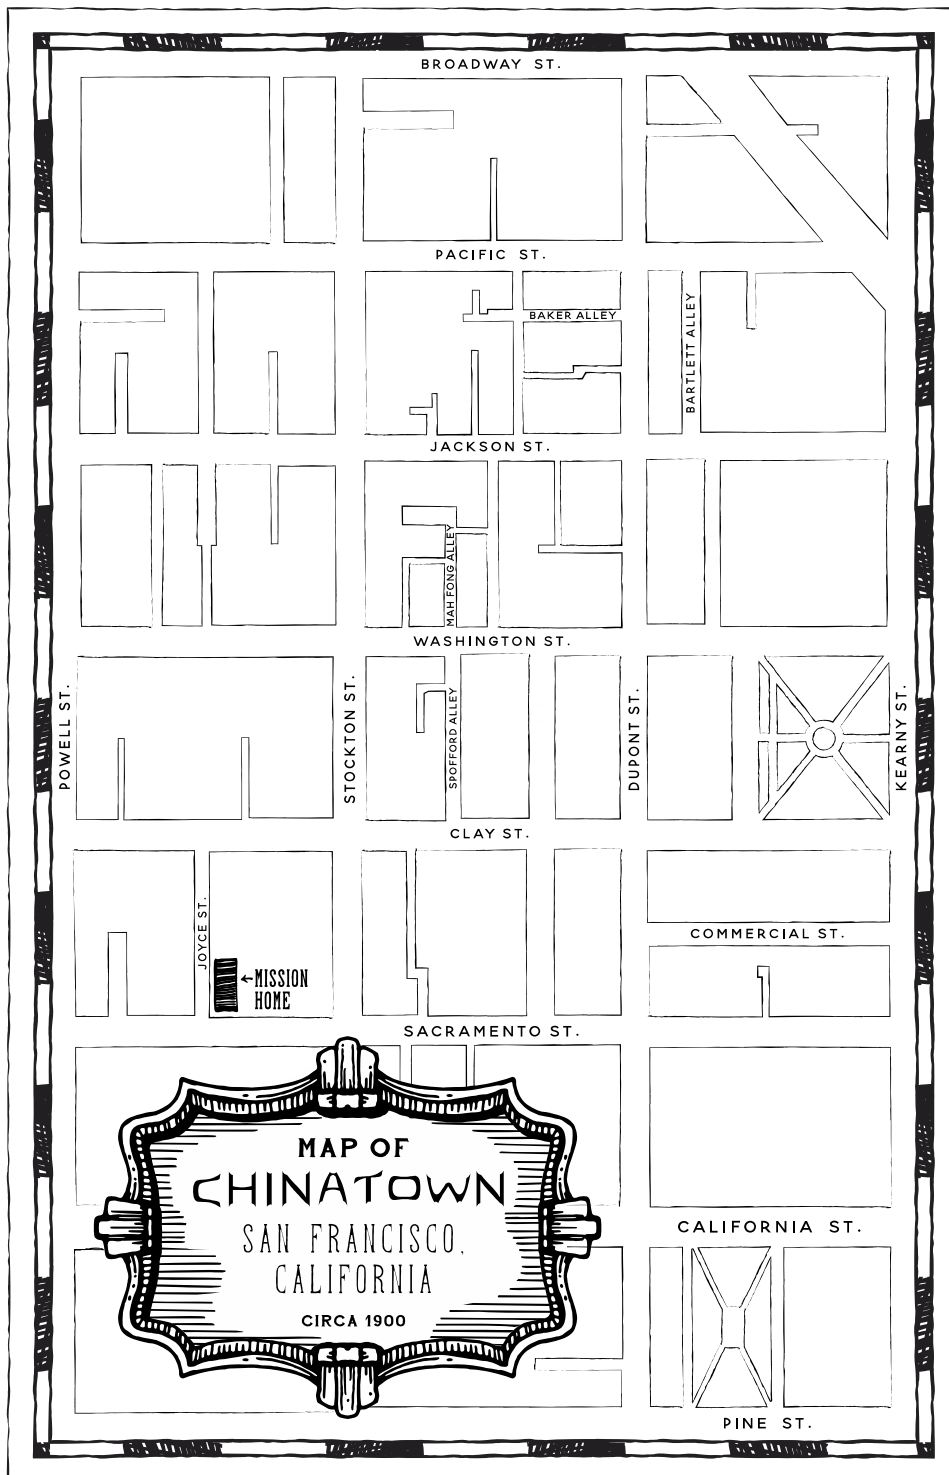 BROADWAY ST.
PACIFIC ST.
BAKER ALLEY
BARTLETT ALLEY
JACKSON ST.
MAH FONG ALLEY
WASHINGTON ST.
POWELL ST.
STOCKTON ST.
SPOFFORD ALLEY
DUPONT ST.
KEARNY ST.
CLAY ST.
JOYCE ST.
COMMERCIAL ST.
←MISSION
HOME
SACRAMENTO ST.
MAP OF
CHINATOWN
SAN FRANCISCO,
CALIFORNIA
CIRCA 1900
CALIFORNIA ST.
PINE ST.